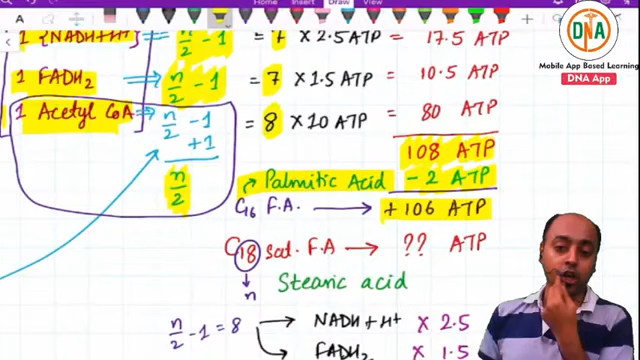 Draw
DNA
Mobile App Based Learning
DNA App
1 {NADH+H+} ⇒ n/2 - 1 = 7 × 2.5 ATP = 17.5 ATP
1 FADH2 ⇒ n/2 - 1 = 7 × 1.5 ATP = 10.5 ATP
1 Acetyl CoA ⇒ n/2 - 1 + 1 = 8 × 10 ATP = 80 ATP
n/2
108 ATP
Palmitic Acid - 2 ATP
C16 F.A. → + 106 ATP
C18 sat. F.A → ?? ATP
n
Stearic acid
n/2 - 1 = 8 → NADH + H+ × 2.5
FADH2 × 1.5